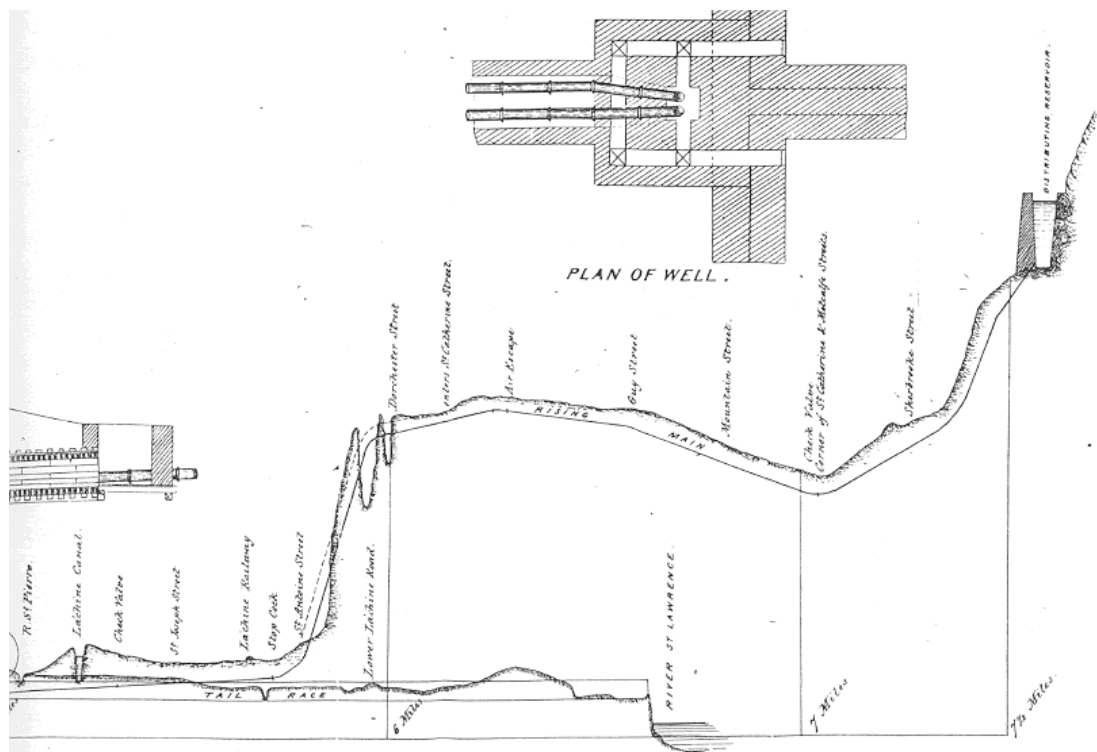 PLAN OF WELL.
DISTRIBUTING RESERVOIR.
Dorchester Street
Inters St Catherine Street.
Air Escape
Guy Street
Mountain Street.
Check Valve
Corner of St Catherine & Metcalfe Streets.
Sherbrooke Street
RISING
MAIN
R. St Pierre.
Lachine Canal.
Check Valve
St Joseph Street
Lachine Railway
Stop Cock
St Antoine Street
Lower Lachine Road.
RIVER ST LAWRENCE.
TAIL RACE
6 Miles
7 Miles
7½ Miles